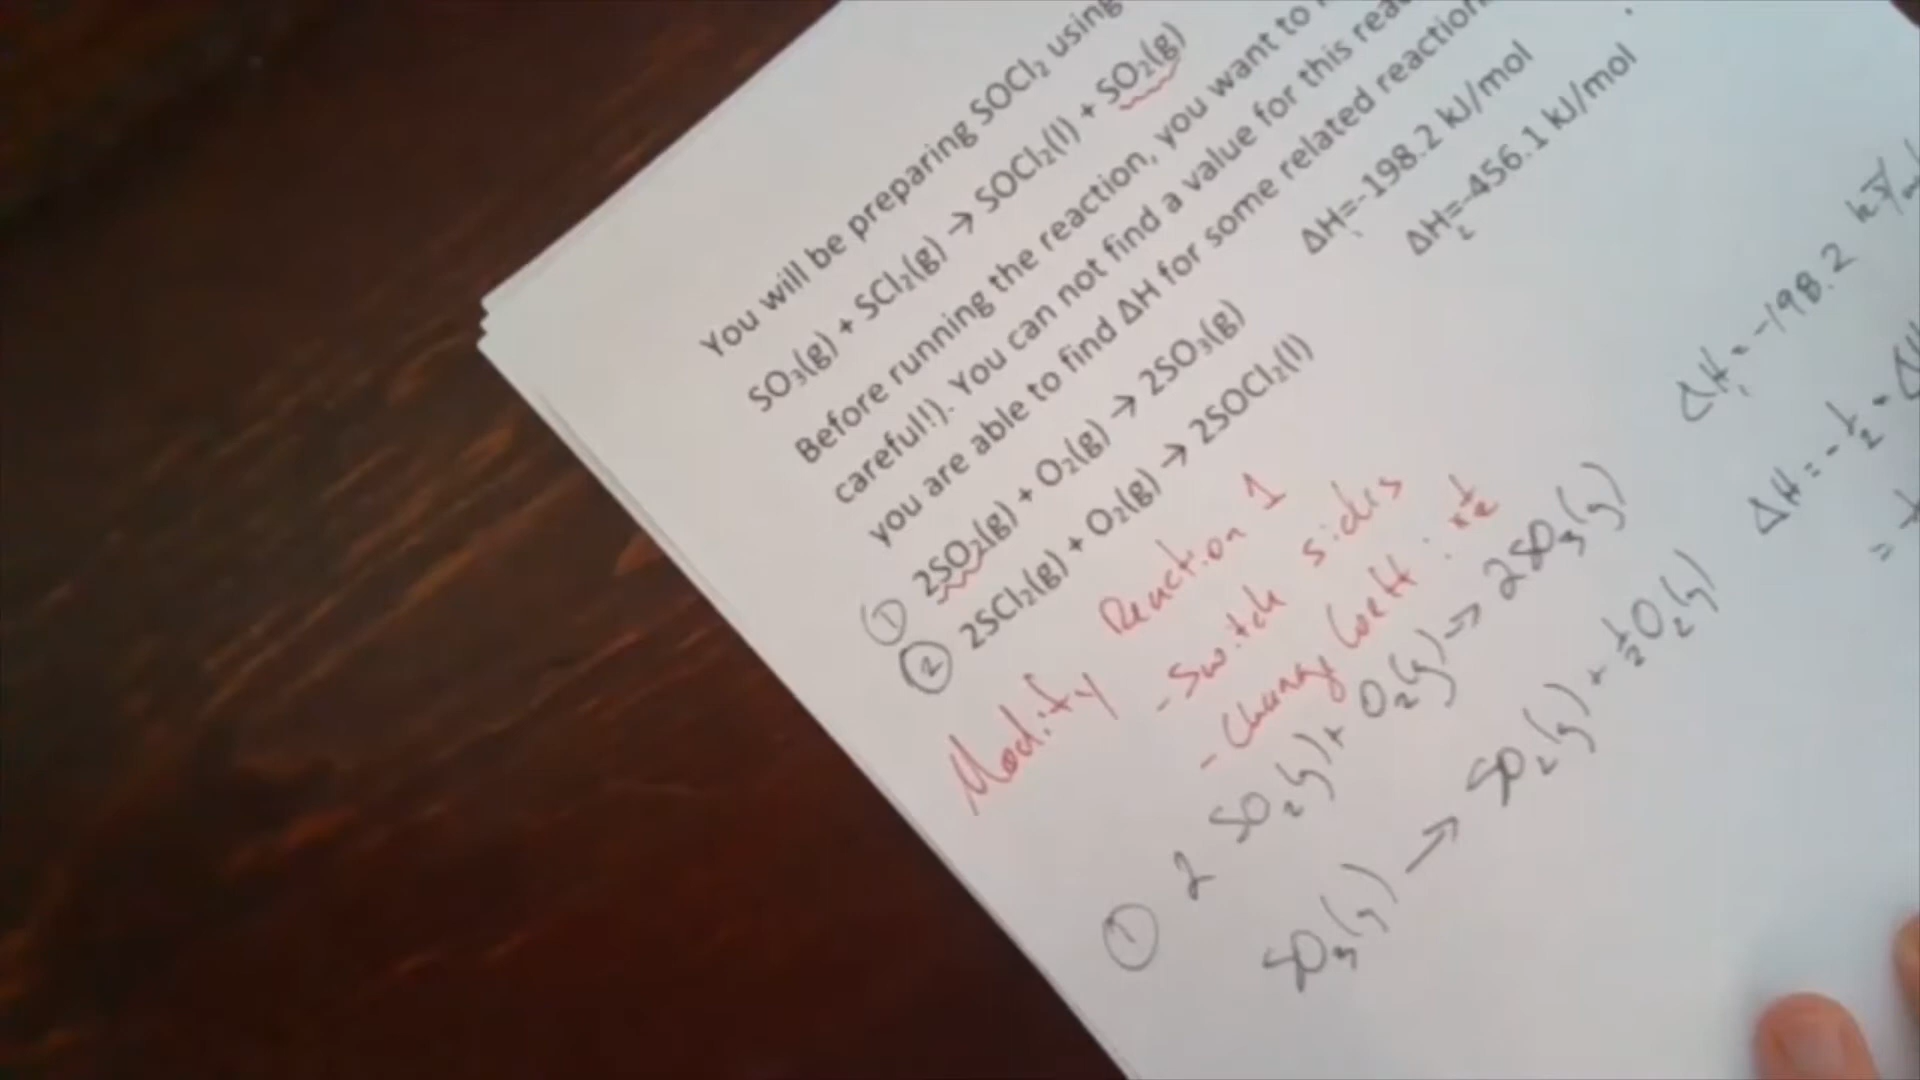 You will be preparing SOCl₂ using
SO₃(g) + SCl₂(g) → SOCl₂(l) + SO₂(g)
Before running the reaction, you want to
careful!). You can not find a value for this
you are able to find ΔH for some related reaction
① 2SO₂(g) + O₂(g) → 2SO₃(g) ΔH₁=-198.2 kJ/mol
② 2SCl₂(g) + O₂(g) → 2SOCl₂(l) ΔH₂=-456.1 kJ/mol
Modify Reaction 1
- Switch sides
- Change Coeff: x½
① 2 SO₂(g) + O₂(g) → 2SO₃(g) ΔH₁ = -198.2
SO₃(g) → SO₂(g) + ½O₂(g) ΔH = -½ ·
=